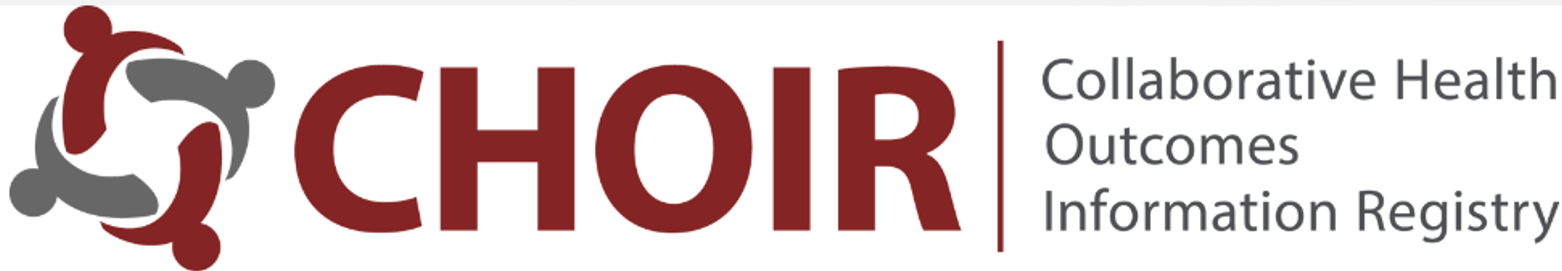 CHOIR
Collaborative Health
Outcomes
Information Registry